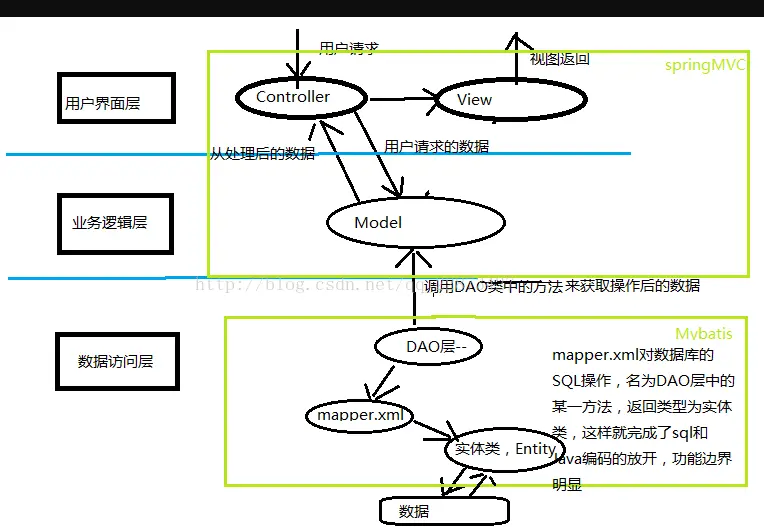 用户请求
视图返回
springMVC
用户界面层
Controller
View
从处理后的数据
用户请求的数据
业务逻辑层
Model
http://blog.csdn.net/
调用DAO类中的方法来获取操作后的数据
Mybatis
数据访问层
DAO层--
mapper.xml
实体类，Entity
数据
mapper.xml对数据库的
SQL操作，名为DAO层中的
某一方法，返回类型为实体
类，这样就完成了sql和
Java编码的放开，功能边界
明显